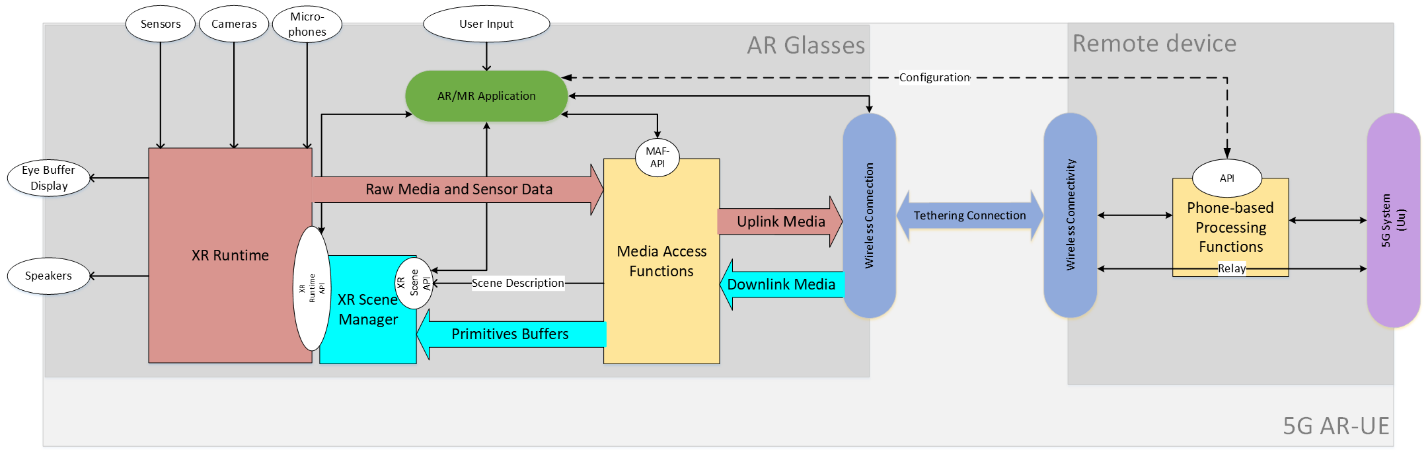 Sensors
Cameras
Micro-
phones
User Input
AR Glasses
Remote device
Configuration
AR/MR Application
MAF-
API
Eye Buffer
Display
Raw Media and Sensor Data
API
Phone-based
Processing
Functions
Uplink Media
Wireless Connection
Tethering Connection
Wireless Connectivity
5G System
(Uu)
XR Runtime
Media Access
Functions
Speakers
XR
Runtime
API
XR
Scene
API
Scene Description
Downlink Media
Relay
XR Scene
Manager
Primitives Buffers
5G AR-UE